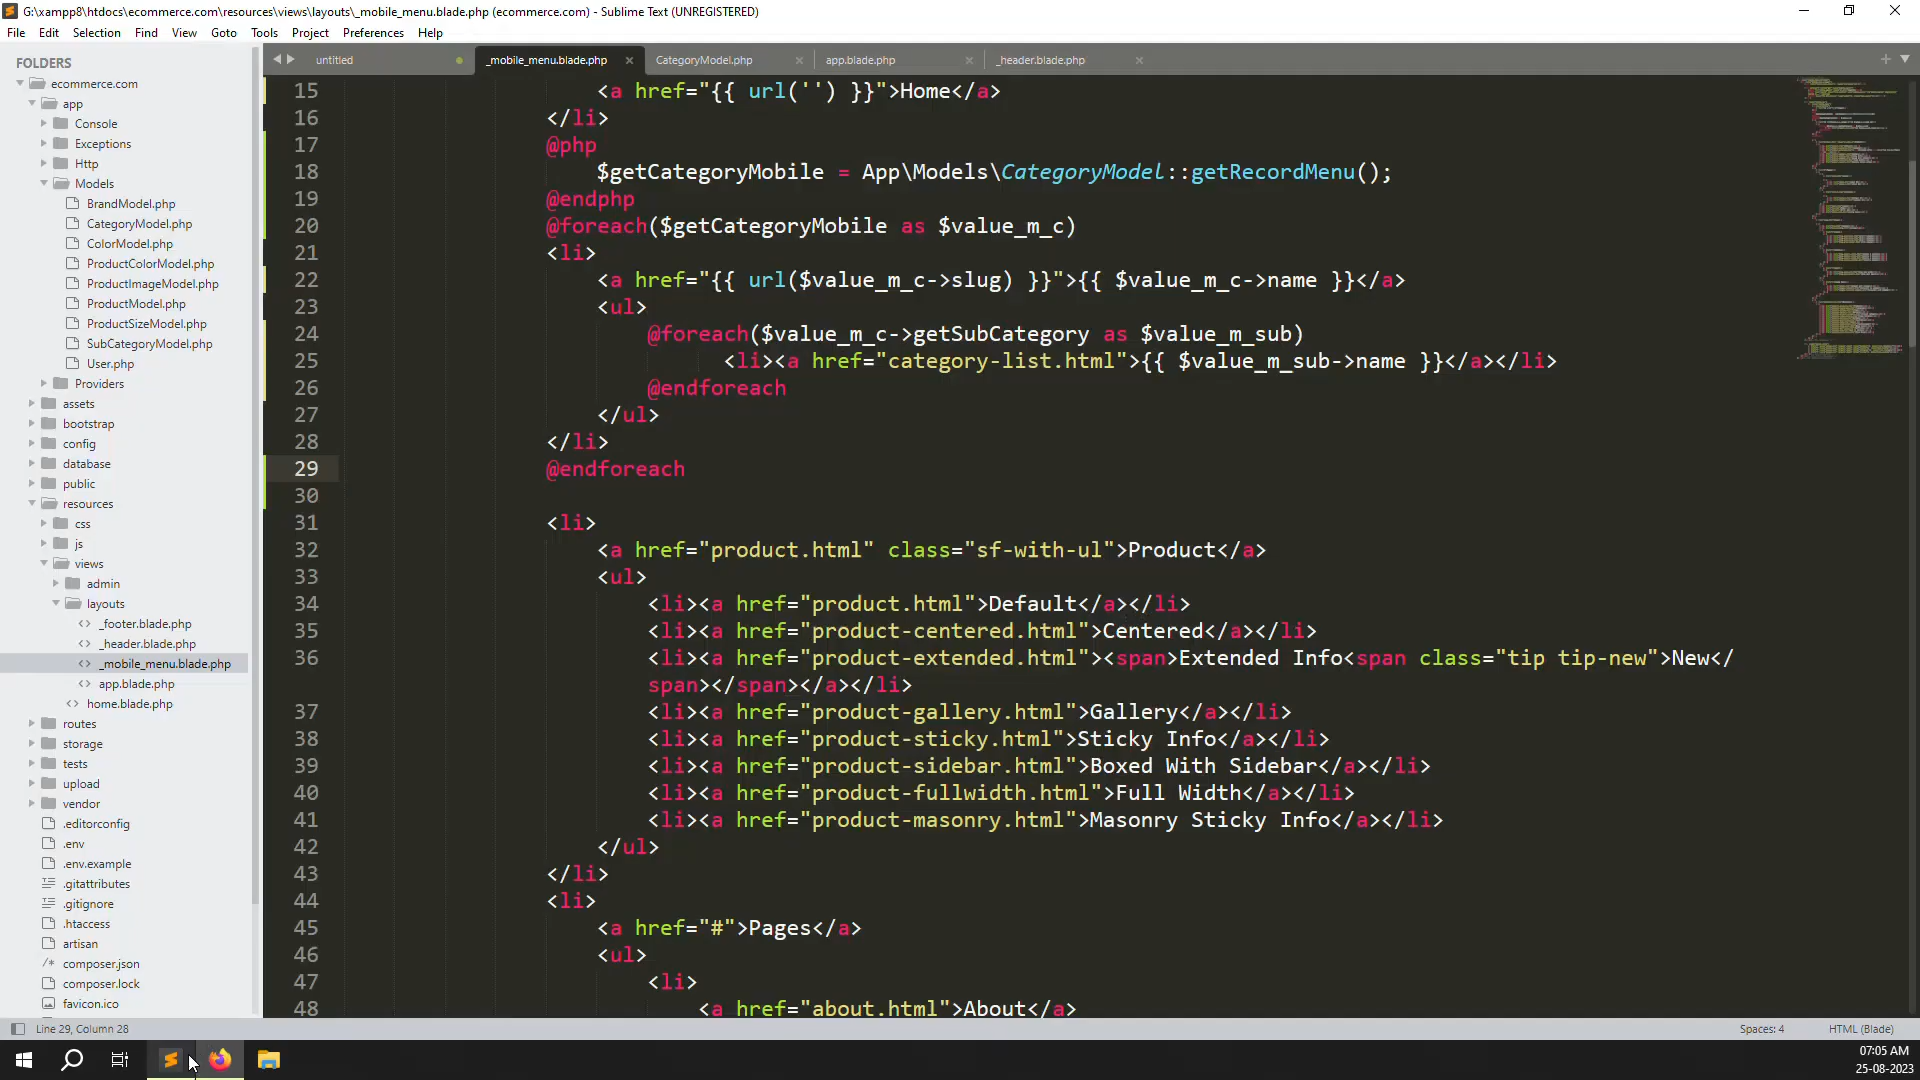 G:\xampp8\htdocs\ecommerce.com\resources\views\layouts\_mobile_menu.blade.php (ecommerce.com) - Sublime Text (UNREGISTERED)
File Edit Selection Find View Goto Tools Project Preferences Help
FOLDERS
ecommerce.com
app
Console
Exceptions
Http
Models
BrandModel.php
CategoryModel.php
ColorModel.php
ProductColorModel.php
ProductImageModel.php
ProductModel.php
ProductSizeModel.php
SubCategoryModel.php
User.php
Providers
assets
bootstrap
config
database
public
resources
css
js
views
admin
layouts
_footer.blade.php
_header.blade.php
_mobile_menu.blade.php
app.blade.php
home.blade.php
routes
storage
tests
upload
vendor
.editorconfig
.env
.env.example
.gitattributes
.gitignore
.htaccess
artisan
composer.json
composer.lock
favicon.ico
untitled _mobile_menu.blade.php CategoryModel.php app.blade.php _header.blade.php
15 <a href="{{ url('') }}">Home</a>
16 </li>
17 @php
18 $getCategoryMobile = App\Models\CategoryModel::getRecordMenu();
19 @endphp
20 @foreach($getCategoryMobile as $value_m_c)
21 <li>
22 <a href="{{ url($value_m_c->slug) }}">{{ $value_m_c->name }}</a>
23 <ul>
24 @foreach($value_m_c->getSubCategory as $value_m_sub)
25 <li><a href="category-list.html">{{ $value_m_sub->name }}</a></li>
26 @endforeach
27 </ul>
28 </li>
29 @endforeach
30
31 <li>
32 <a href="product.html" class="sf-with-ul">Product</a>
33 <ul>
34 <li><a href="product.html">Default</a></li>
35 <li><a href="product-centered.html">Centered</a></li>
36 <li><a href="product-extended.html"><span>Extended Info<span class="tip tip-new">New</
span></span></a></li>
37 <li><a href="product-gallery.html">Gallery</a></li>
38 <li><a href="product-sticky.html">Sticky Info</a></li>
39 <li><a href="product-sidebar.html">Boxed With Sidebar</a></li>
40 <li><a href="product-fullwidth.html">Full Width</a></li>
41 <li><a href="product-masonry.html">Masonry Sticky Info</a></li>
42 </ul>
43 </li>
44 <li>
45 <a href="#">Pages</a>
46 <ul>
47 <li>
48 <a href="about.html">About</a>
Line 29, Column 28
Spaces: 4 HTML (Blade)
07:05 AM
25-08-2023